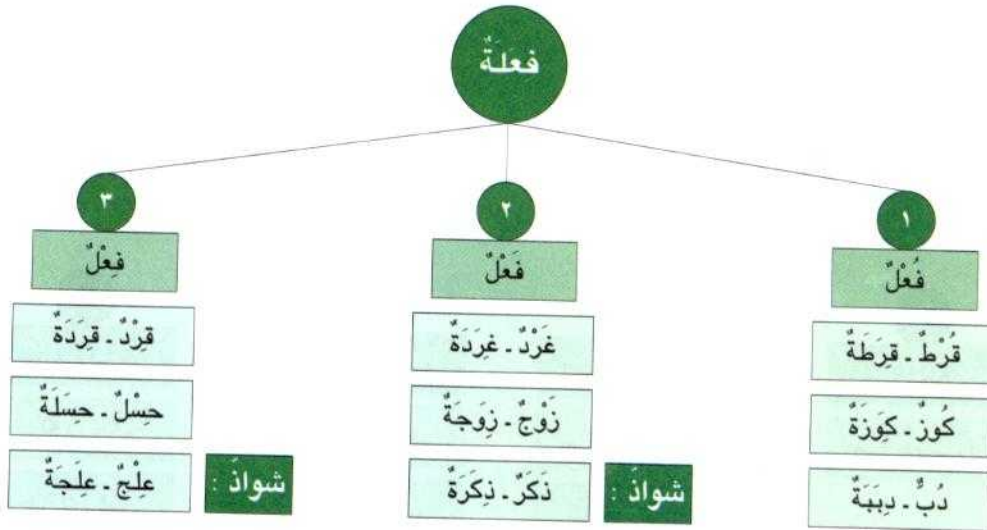 فِعَلَةٌ
١
فُعْلٌ
قُرْطٌ - قِرَطَةٌ
كُوزٌ - كِوَزَةٌ
دُبٌّ - دِبَبَةٌ
٢
فَعْلٌ
غَرْدٌ - غِرَدَةٌ
زَوْجٌ - زِوَجَةٌ
شواذّ : ذَكَرٌ - ذِكَرَةٌ
٣
فِعْلٌ
قِرْدٌ - قِرَدَةٌ
حِسْلٌ - حِسَلَةٌ
شواذّ : عِلْجٌ - عِلَجَةٌ